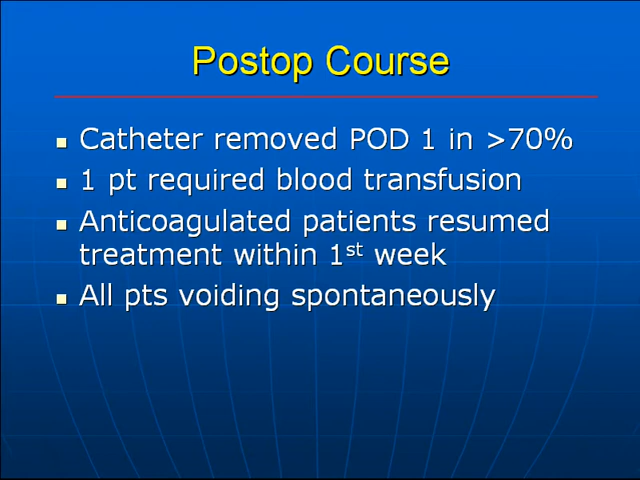 Postop Course
Catheter removed POD 1 in >70%
1 pt required blood transfusion
Anticoagulated patients resumed
treatment within 1st week
All pts voiding spontaneously